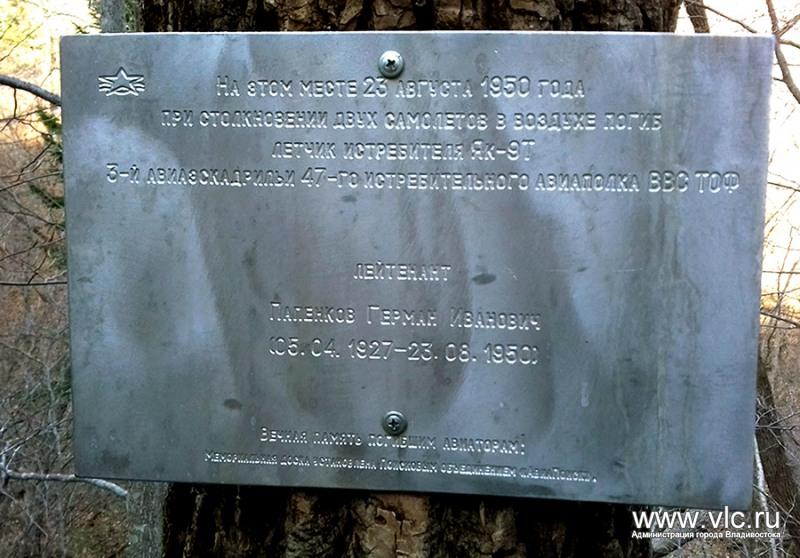 На этом месте 23 августа 1950 года
при столкновении двух самолетов в воздухе погиб
летчик истребителя Як-9Т
3-й авиаэскадрильи 47-го истребительного авиаполка ВВС ТОФ
лейтенант
Папенков Герман Иванович
(05.04.1927-23.08.1950)
Вечная память погибшим авиаторам!
Мемориальная доска установлена Поисковым объединением «АвиаПоиск».
www.vlc.ru
Администрация города Владивостока